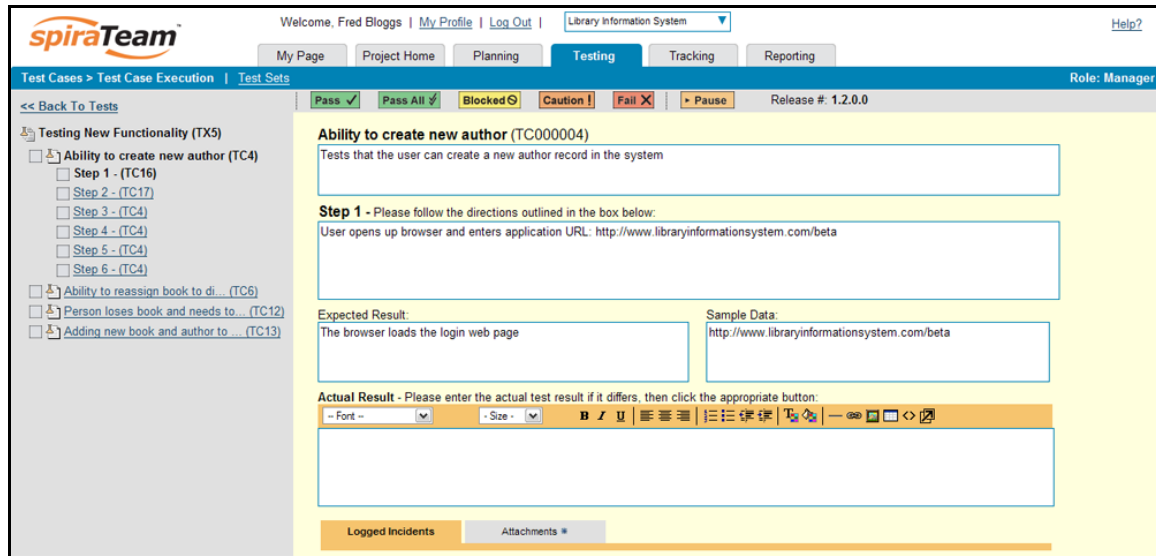 Welcome, Fred Bloggs | My Profile | Log Out | Library Information System Help?
spiraTeam
My Page Project Home Planning Testing Tracking Reporting
Test Cases > Test Case Execution | Test Sets Role: Manager
<< Back To Tests Pass Pass All Blocked Caution ! Fail Pause Release #: 1.2.0.0
Testing New Functionality (TX5)
Ability to create new author (TC4)
Step 1 - (TC16)
Step 2 - (TC17)
Step 3 - (TC4)
Step 4 - (TC4)
Step 5 - (TC4)
Step 6 - (TC4)
Ability to reassign book to di... (TC6)
Person loses book and needs to... (TC12)
Adding new book and author to ... (TC13)
Ability to create new author (TC000004)
Tests that the user can create a new author record in the system
Step 1 - Please follow the directions outlined in the box below:
User opens up browser and enters application URL: http://www.libraryinformationsystem.com/beta
Expected Result: Sample Data:
The browser loads the login web page http://www.libraryinformationsystem.com/beta
Actual Result - Please enter the actual test result if it differs, then click the appropriate button:
-- Font -- - Size - B I U
Logged Incidents Attachments